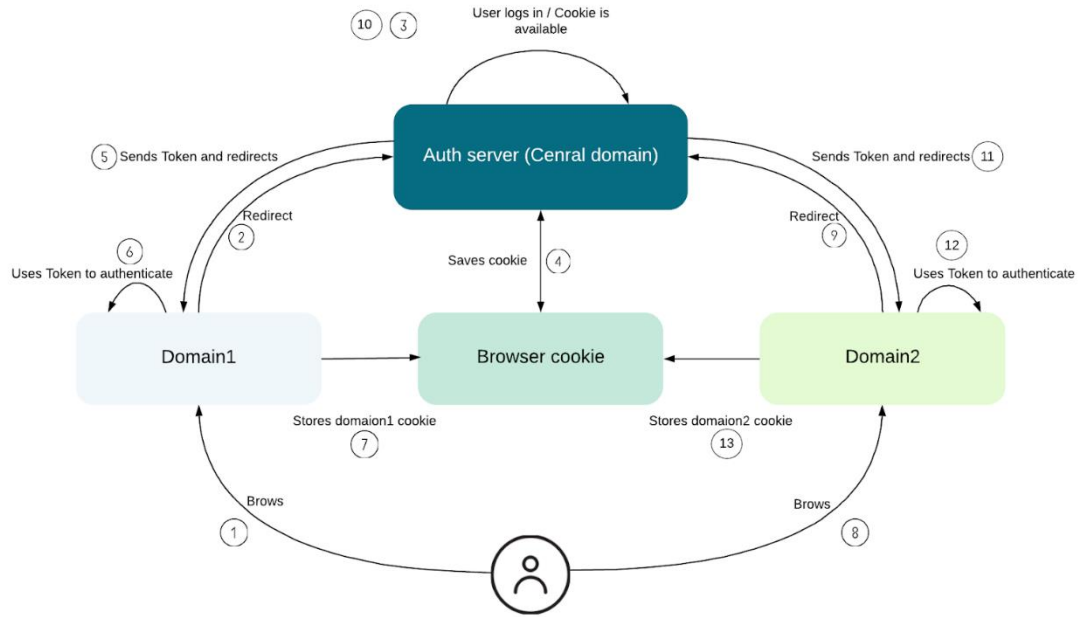 10 3 User logs in / Cookie is
available
Auth server (Cenral domain)
5 Sends Token and redirects
Sends Token and redirects 11
Redirect
2
Redirect
9
6
Uses Token to authenticate
12
Uses Token to authenticate
Saves cookie 4
Domain1
Browser cookie
Domain2
Stores domaion1 cookie
7
Stores domaion2 cookie
13
Brows
1
Brows
8